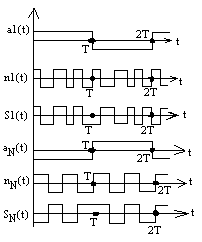 a1(t) T 2T t
n1(t) T 2T t
S1(t) T 2T t
aN(t) T 2T t
nN(t) T 2T t
SN(t) T 2T t